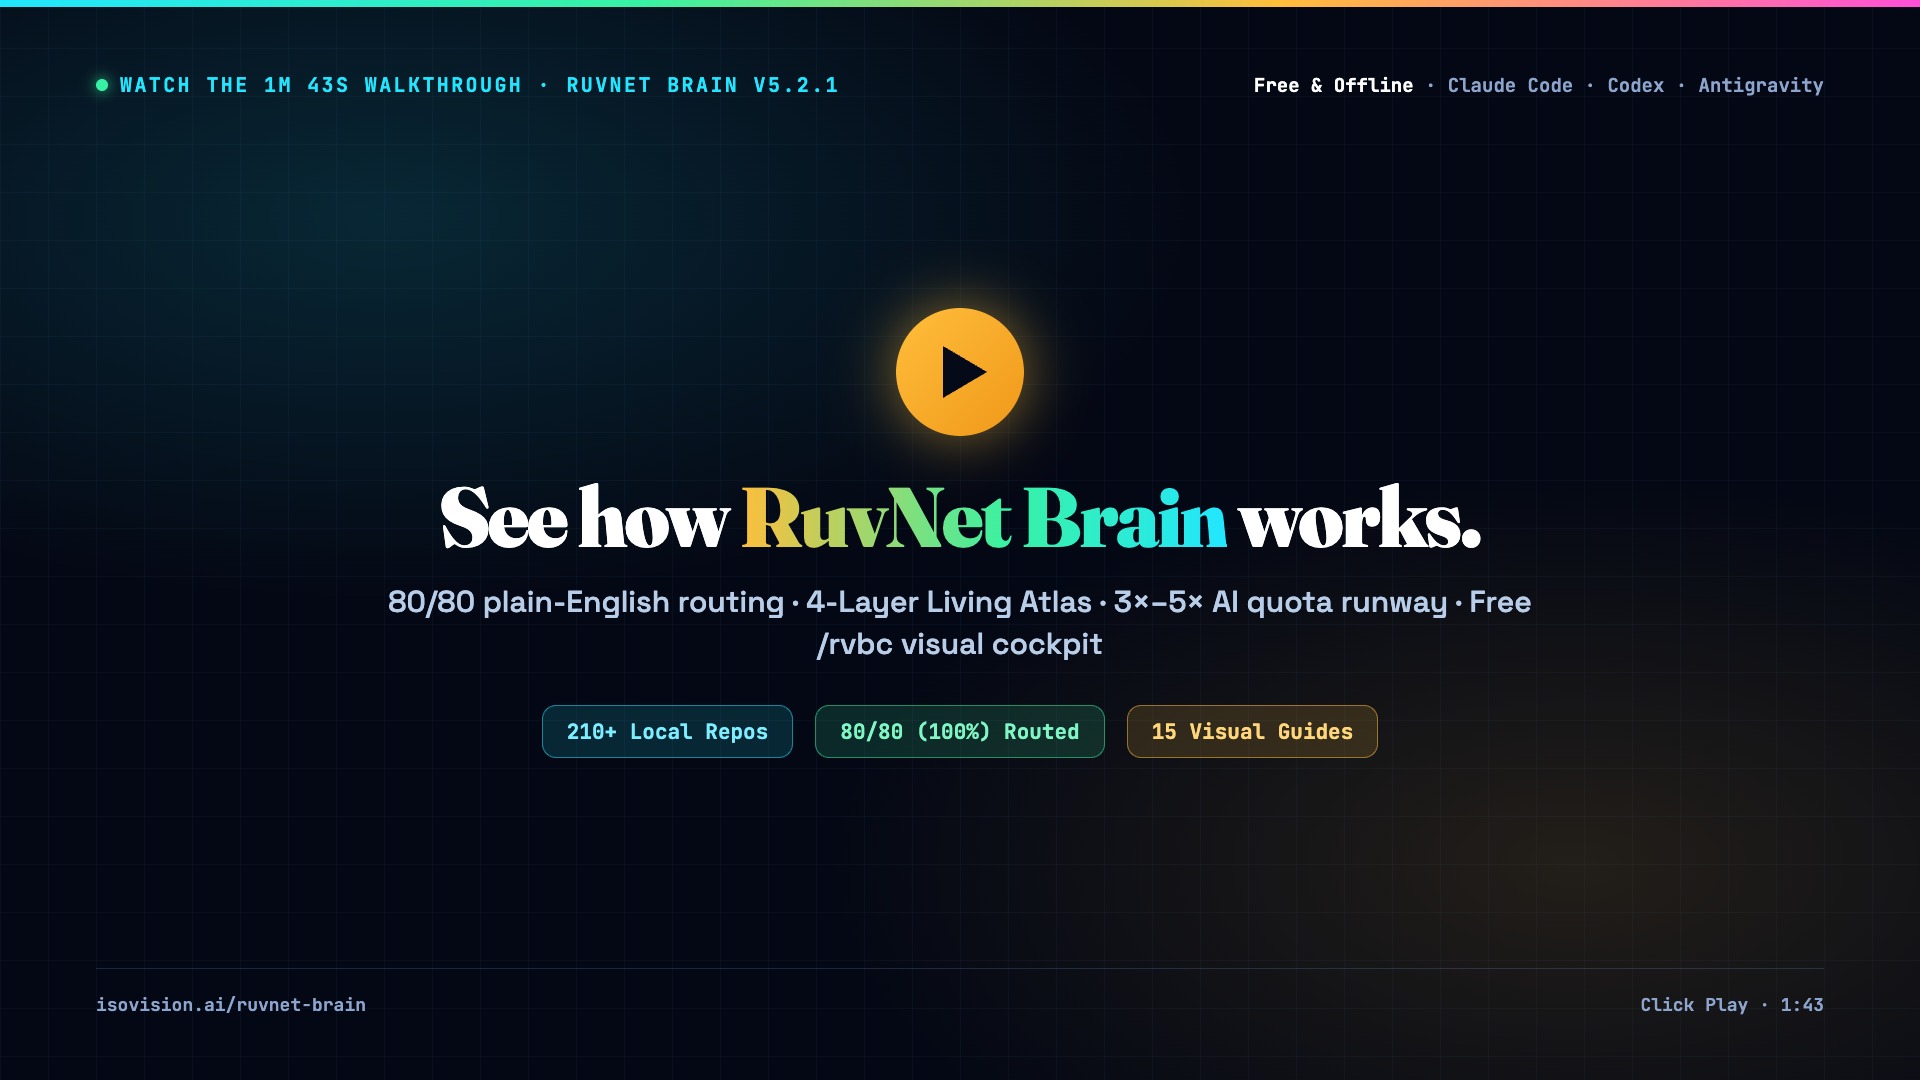 WATCH THE 1M 43S WALKTHROUGH · RUVNET BRAIN V5.2.1
Free & Offline · Claude Code · Codex · Antigravity
See how RuvNet Brain works.
80/80 plain-English routing · 4-Layer Living Atlas · 3×–5× AI quota runway · Free
/rvbc visual cockpit
210+ Local Repos
80/80 (100%) Routed
15 Visual Guides
isovision.ai/ruvnet-brain
Click Play · 1:43